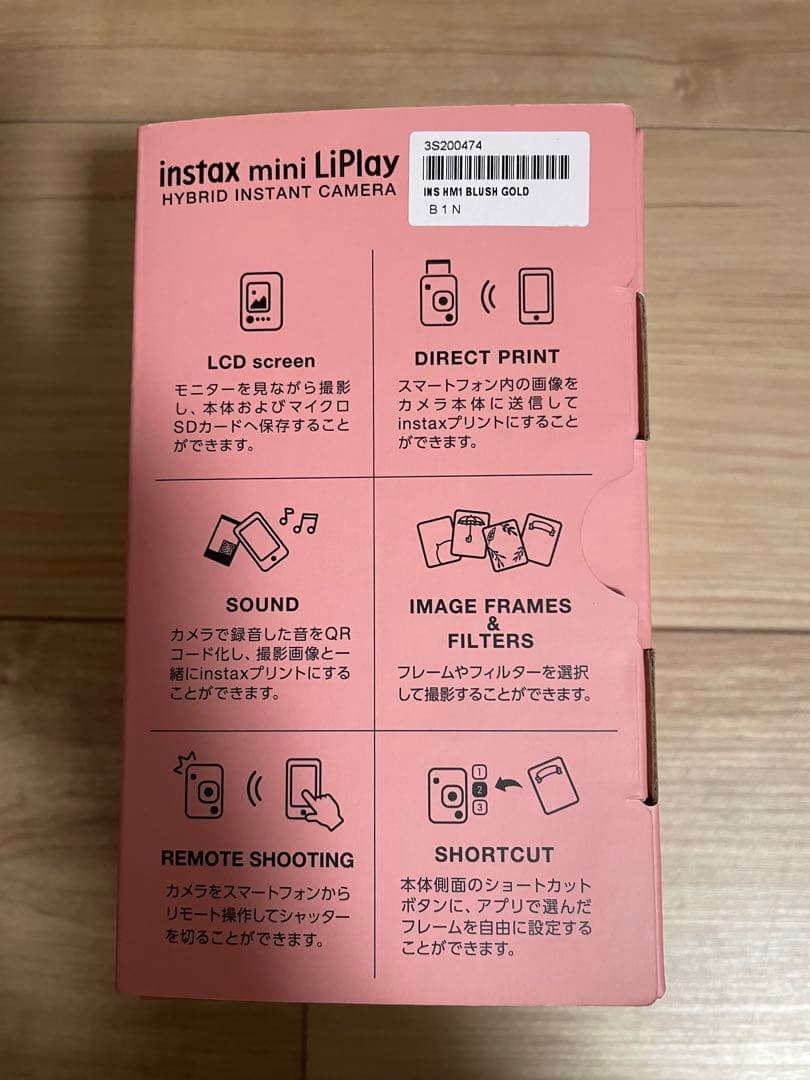 instax mini LiPlay
HYBRID INSTANT CAMERA
3S200474
INS HM1 BLUSH GOLD
B1N
LCD screen
モニターを見ながら撮影
し、本体およびマイクロ
SDカードへ保存すること
ができます。
DIRECT PRINT
スマートフォン内の画像を
カメラ本体に送信して
instaxプリントにすること
ができます。
SOUND
カメラで録音した音をQR
コード化し、撮影画像と一
緒にinstaxプリントにする
ことができます。
IMAGE FRAMES
&
FILTERS
フレームやフィルターを選択
して撮影することができます。
REMOTE SHOOTING
カメラをスマートフォンから
リモート操作してシャッター
を切ることができます。
1
2
3
SHORTCUT
本体側面のショートカット
ボタンに、アプリで選んだ
フレームを自由に設定する
ことができます。